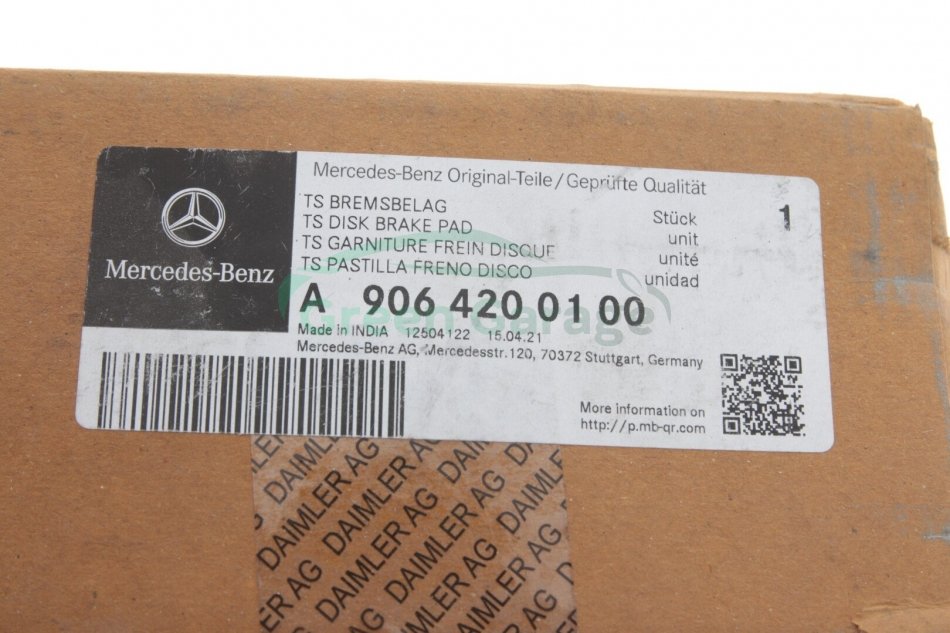 Mercedes-Benz Original-Teile/Geprüfte Qualität
TS BREMSBELAG Stück 1
TS DISK BRAKE PAD unit
TS GARNITURE FREIN DISQUE unité
TS PASTILLA FRENO DISCO unidad
Mercedes-Benz
A 906 420 01 00
Green Garage
Made in INDIA 12504122 15.04.21
Mercedes-Benz AG, Mercedesstr.120, 70372 Stuttgart, Germany
More information on
http://p.mb-qr.com
DAIMLER AG
DAIMLER AG
DAIMLER AG
DAIMLER AG
DAIMLER AG
DAIMLER AG